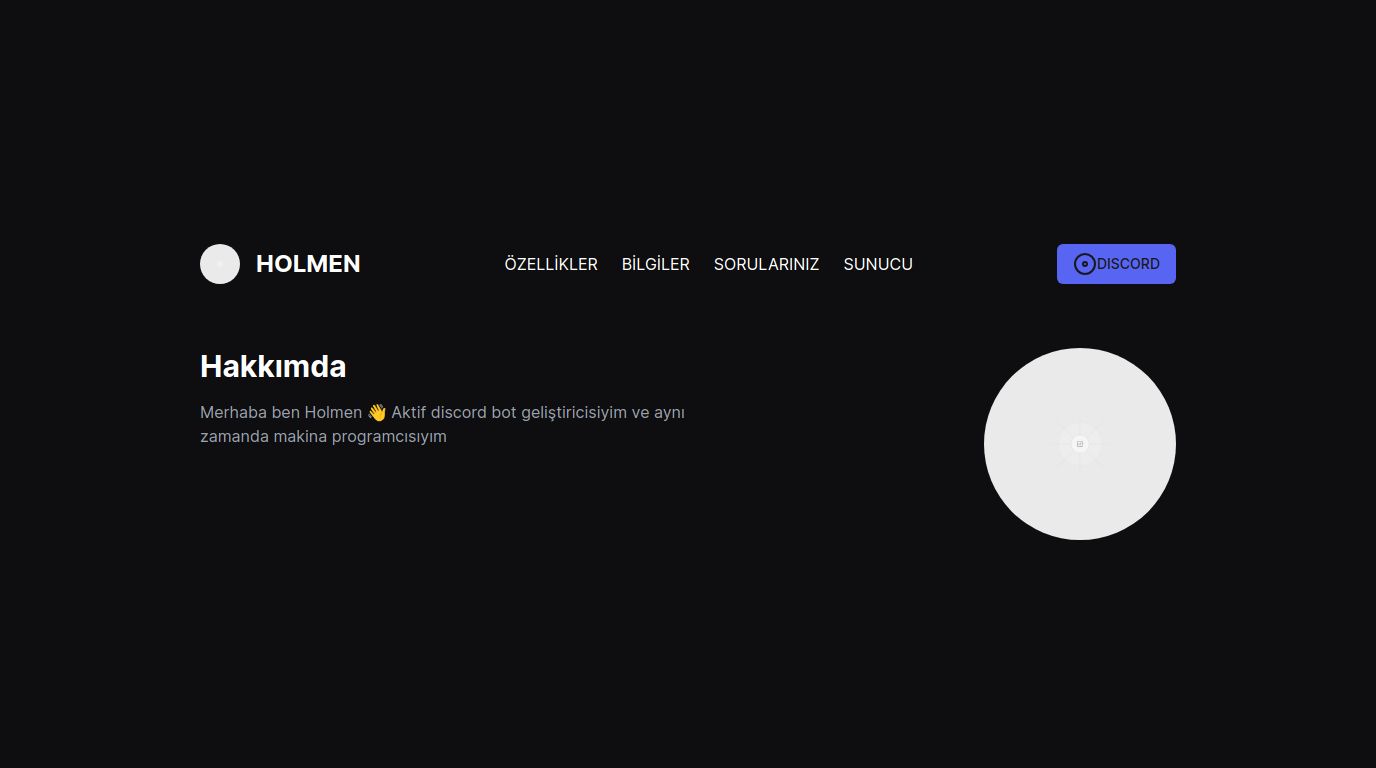 HOLMEN
ÖZELLİKLER BİLGİLER SORULARINIZ SUNUCU
DISCORD
Hakkımda
Merhaba ben Holmen 👋 Aktif discord bot geliştiricisiyim ve aynı
zamanda makina programcısıyım